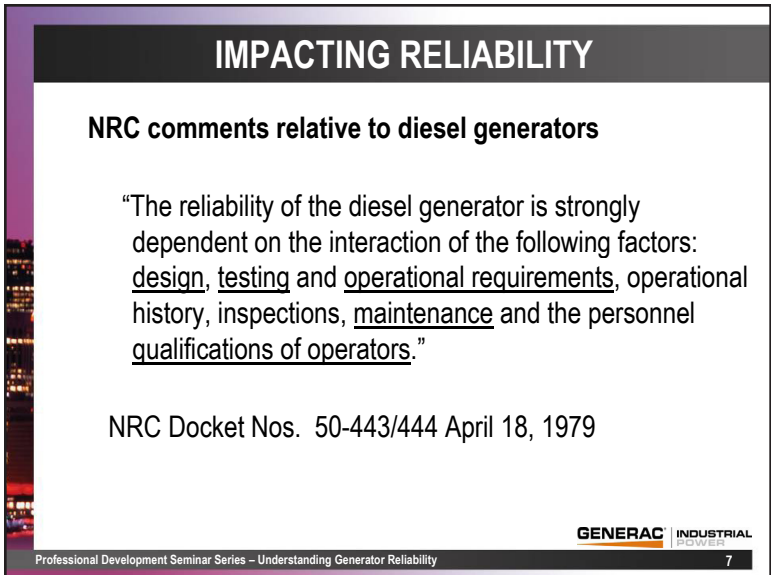 IMPACTING RELIABILITY
NRC comments relative to diesel generators
“The reliability of the diesel generator is strongly
dependent on the interaction of the following factors:
design, testing and operational requirements, operational
history, inspections, maintenance and the personnel
qualifications of operators.”
NRC Docket Nos. 50-443/444 April 18, 1979
GENERAC INDUSTRIAL
POWER
Professional Development Seminar Series – Understanding Generator Reliability 7